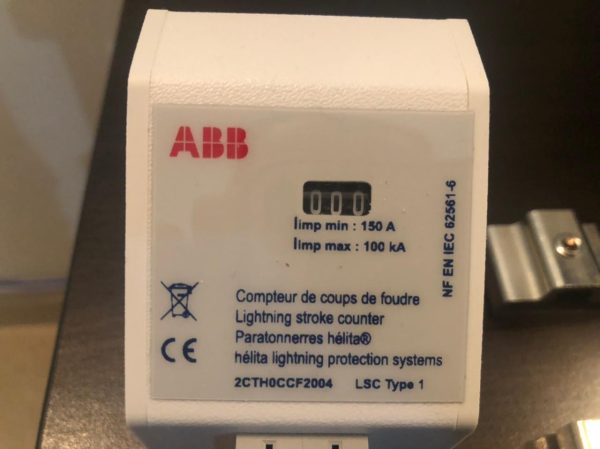 ABB
000
Iimp min : 150 A
Iimp max : 100 kA
NF EN IEC 62561-6
Compteur de coups de foudre
Lightning stroke counter
Paratonnerres hélita®
hélita lightning protection systems
CE
2CTH0CCF2004 LSC Type 1